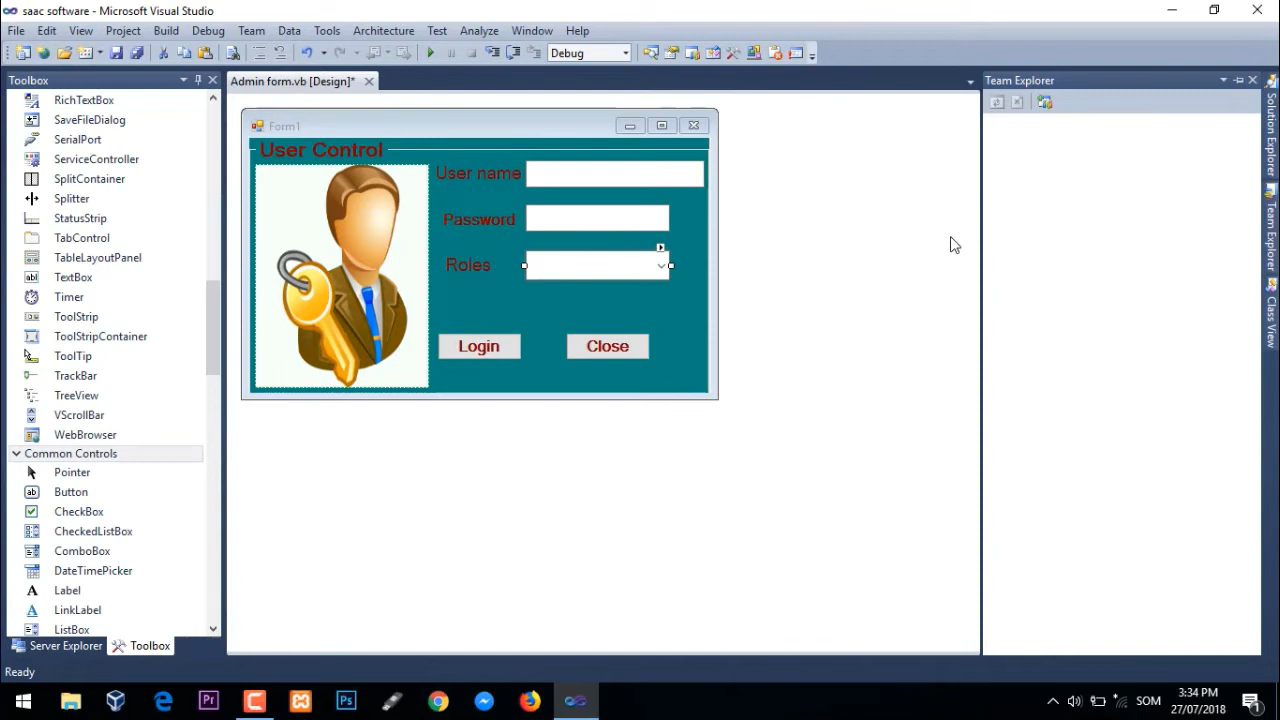 saac software - Microsoft Visual Studio
File Edit View Project Build Debug Team Data Tools Architecture Test Analyze Window Help
Debug
Toolbox
Admin form.vb [Design]*
Team Explorer
RichTextBox
SaveFileDialog
SerialPort
ServiceController
SplitContainer
Splitter
StatusStrip
TabControl
TableLayoutPanel
TextBox
Timer
ToolStrip
ToolStripContainer
ToolTip
TrackBar
TreeView
VScrollBar
WebBrowser
Common Controls
Pointer
Button
CheckBox
CheckedListBox
ComboBox
DateTimePicker
Label
LinkLabel
ListBox
Server Explorer
Toolbox
Form1
User Control
User name
Password
Roles
Login
Close
Solution Explorer
Team Explorer
Class View
Ready
Pr
Ps
SOM
3:34 PM
27/07/2018
1